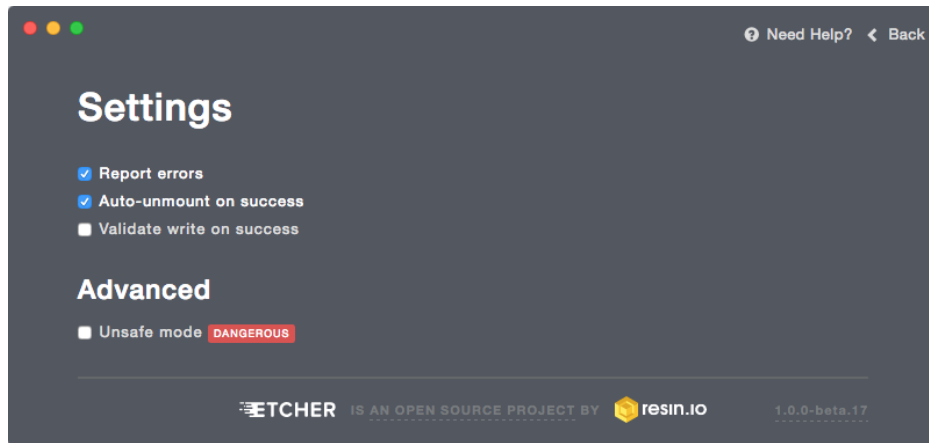 Need Help? Back
Settings
Report errors
Auto-unmount on success
Validate write on success
Advanced
Unsafe mode DANGEROUS
ETCHER IS AN OPEN SOURCE PROJECT BY resin.io 1.0.0-beta.17